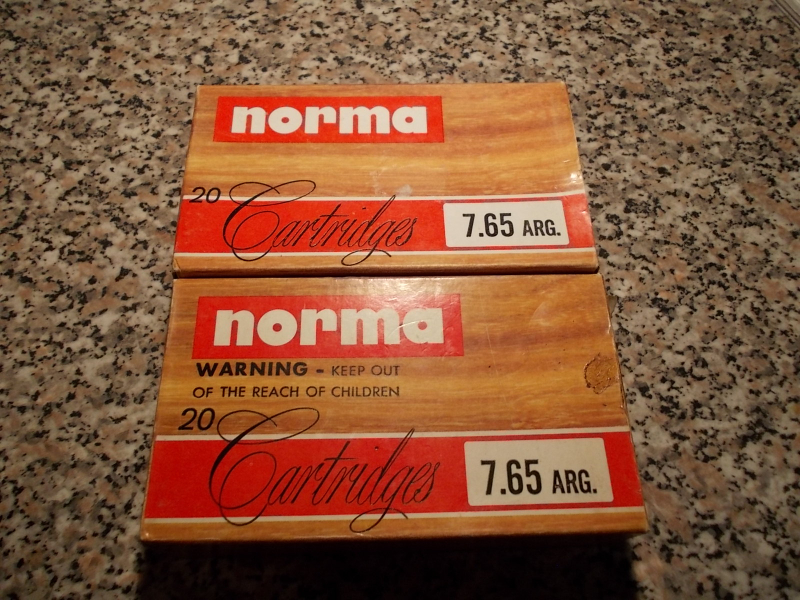 norma
20
Cartridges
7.65 ARG.
norma
WARNING - KEEP OUT
OF THE REACH OF CHILDREN
20
Cartridges
7.65 ARG.